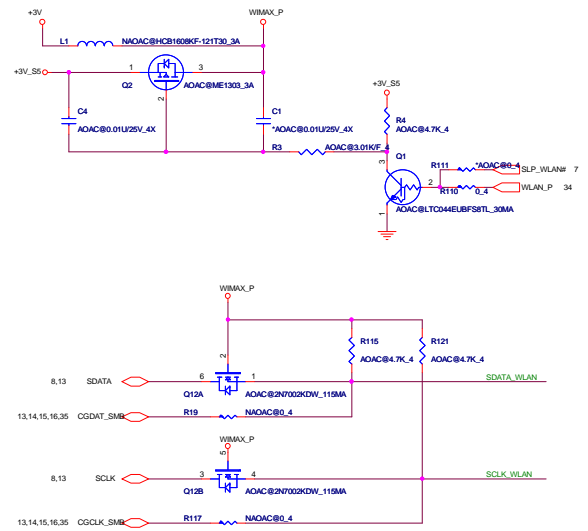 +3V
WIMAX_P
L1
NAOAC@HCB1608KF-121T30_3A
+3V_S5
1
3
Q2
AOAC@ME1303_3A
2
+3V_S5
C4
AOAC@0.01U/25V_4X
C1
*AOAC@0.01U/25V_4X
R4
AOAC@4.7K_4
R3
AOAC@3.01K/F_4
3
Q1
R111
*AOAC@0_4
SLP_WLAN# 7
2
R110
0_4
WLAN_P 34
1
AOAC@LTC044EUBFS8TL_30MA
WIMAX_P
2
R115
AOAC@4.7K_4
R121
AOAC@4.7K_4
8,13
SDATA
6
1
SDATA_WLAN
Q12A
AOAC@2N7002KDW_115MA
13,14,15,16,35
CGDAT_SMB
R19
NAOAC@0_4
WIMAX_P
5
8,13
SCLK
3
4
SCLK_WLAN
Q12B
AOAC@2N7002KDW_115MA
13,14,15,16,35
CGCLK_SMB
R117
NAOAC@0_4